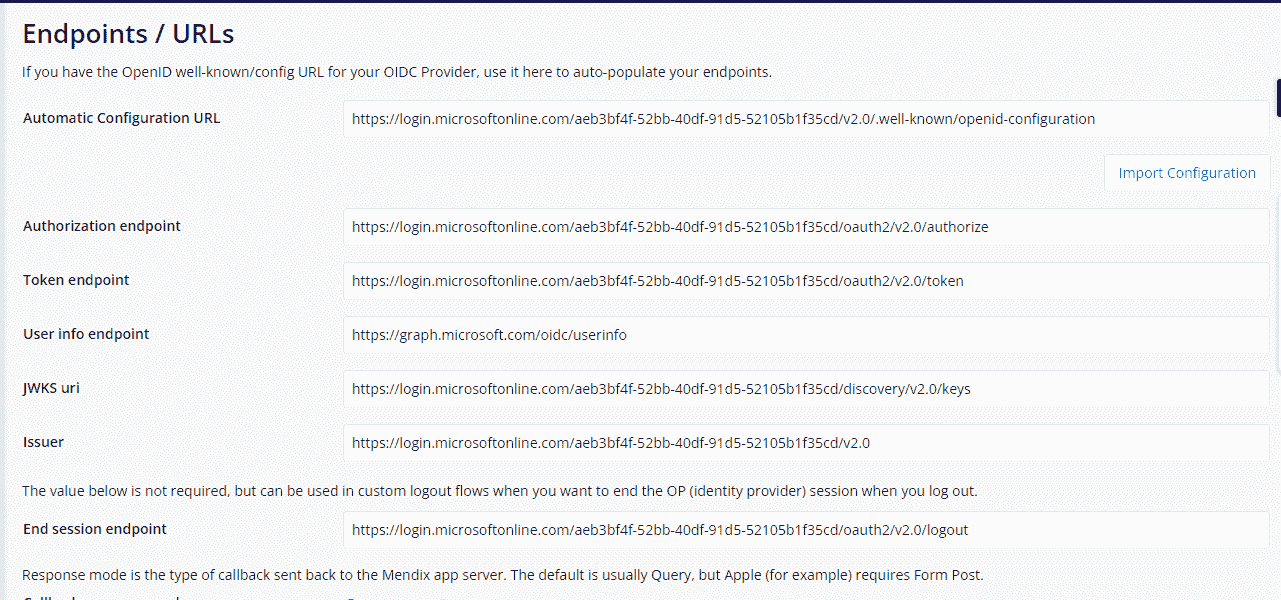 Endpoints / URLs
If you have the OpenID well-known/config URL for your OIDC Provider, use it here to auto-populate your endpoints.
Automatic Configuration URL https://login.microsoftonline.com/aeb3bf4f-52bb-40df-91d5-52105b1f35cd/v2.0/.well-known/openid-configuration
Import Configuration
Authorization endpoint https://login.microsoftonline.com/aeb3bf4f-52bb-40df-91d5-52105b1f35cd/oauth2/v2.0/authorize
Token endpoint https://login.microsoftonline.com/aeb3bf4f-52bb-40df-91d5-52105b1f35cd/oauth2/v2.0/token
User info endpoint https://graph.microsoft.com/oidc/userinfo
JWKS uri https://login.microsoftonline.com/aeb3bf4f-52bb-40df-91d5-52105b1f35cd/discovery/v2.0/keys
Issuer https://login.microsoftonline.com/aeb3bf4f-52bb-40df-91d5-52105b1f35cd/v2.0
The value below is not required, but can be used in custom logout flows when you want to end the OP (identity provider) session when you log out.
End session endpoint https://login.microsoftonline.com/aeb3bf4f-52bb-40df-91d5-52105b1f35cd/oauth2/v2.0/logout
Response mode is the type of callback sent back to the Mendix app server. The default is usually Query, but Apple (for example) requires Form Post.